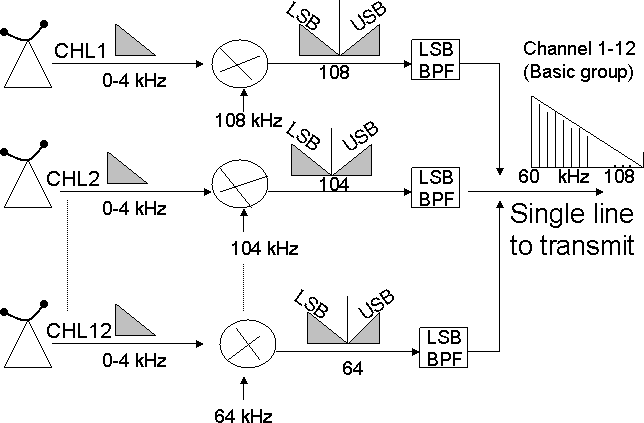 CHL1
0-4 kHz
108 kHz
LSB
USB
108
LSB
BPF
Channel 1-12
(Basic group)
60 kHz 108
Single line
to transmit
CHL2
0-4 kHz
104 kHz
LSB
USB
104
LSB
BPF
CHL12
0-4 kHz
64 kHz
LSB
USB
64
LSB
BPF